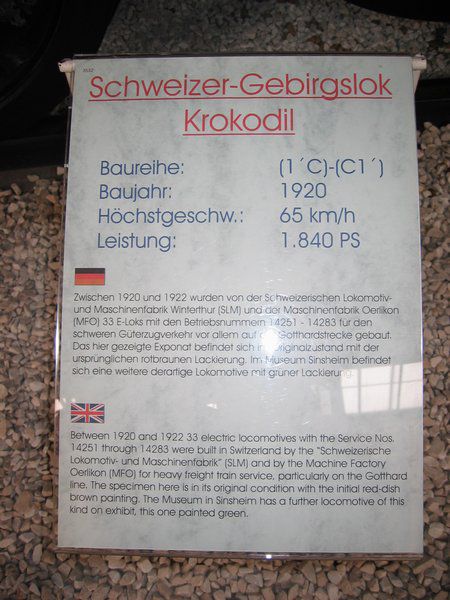 Schweizer-Gebirgslok
Krokodil
Baureihe: (1´C)-(C1´)
Baujahr: 1920
Höchstgeschw.: 65 km/h
Leistung: 1.840 PS
Zwischen 1920 und 1922 wurden von der Schweizerischen Lokomotiv-
und Maschinenfabrik Winterthur (SLM) und der Maschinenfabrik Oerlikon
(MFO) 33 E-Loks mit den Betriebsnummern 14251 - 14283 für den
schweren Güterzugverkehr vor allem auf der Gotthardstrecke gebaut.
Das hier gezeigte Exponat befindet sich im Originalzustand mit der
ursprünglichen rotbraunen Lackierung. Im Museum Sinsheim befindet
sich eine weitere derartige Lokomotive mit grüner Lackierung.
Between 1920 and 1922 33 electric locomotives with the Service Nos.
14251 through 14283 were built in Switzerland by the "Schweizerische
Lokomotiv- und Maschinenfabrik" (SLM) and by the Machine Factory
Oerlikon (MFO) for heavy freight train service, particularly on the Gotthard
line. The specimen here is in its original condition with the initial red-dish
brown painting. The Museum in Sinsheim has a further locomotive of this
kind on exhibit, this one painted green.